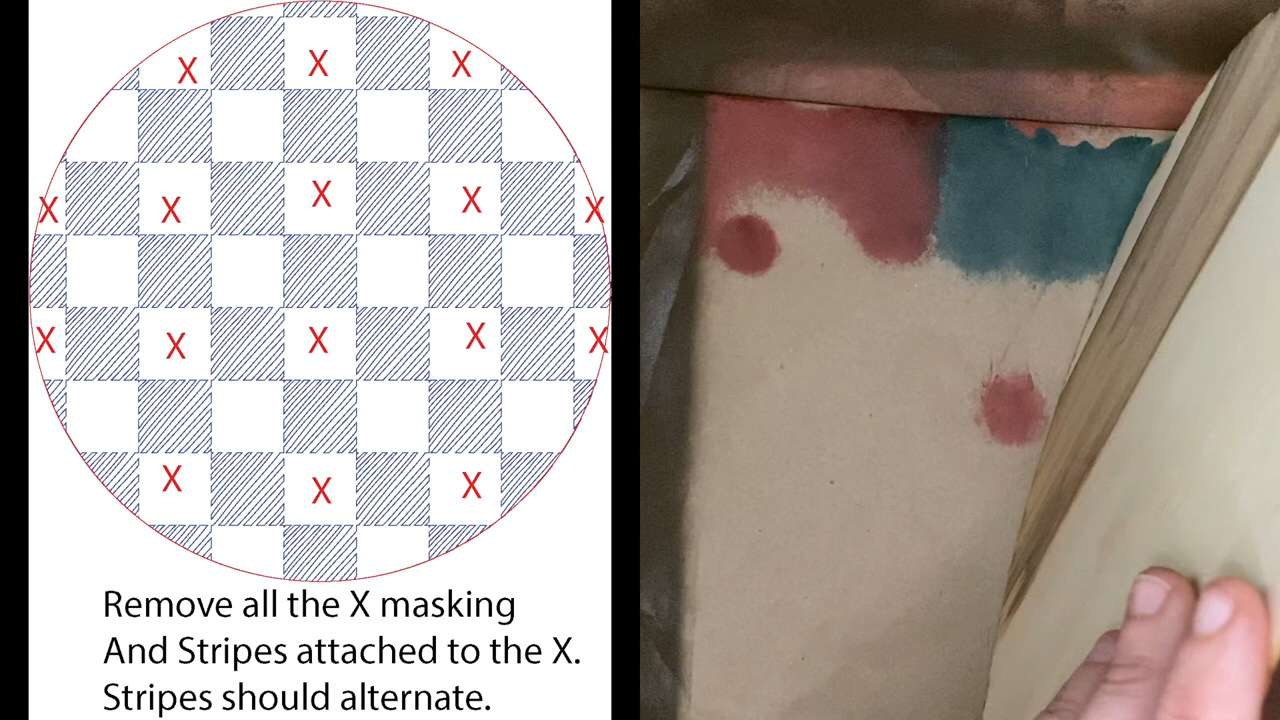 X X X
X X X X X
X X X X X
X X X
Remove all the X masking
And Stripes attached to the X.
Stripes should alternate.